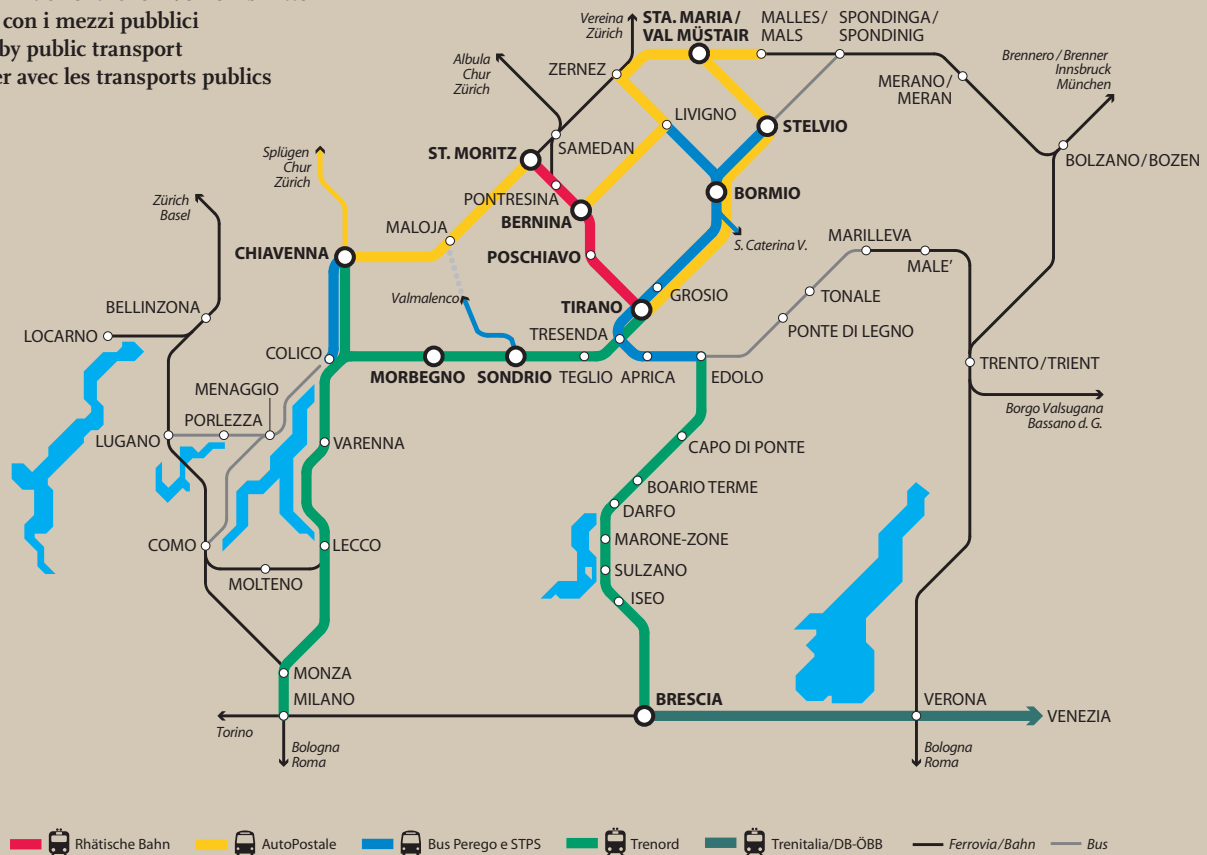 con i mezzi pubblici
by public transport
avec les transports publics
Vereina
Zürich
STA. MARIA /
VAL MÜSTAIR
MALLES/
MALS
SPONDINGA/
SPONDINIG
Albula
Chur
Zürich
ZERNEZ
MERANO/
MERAN
Brennero / Brenner
Innsbruck
München
LIVIGNO
STELVIO
SAMEDAN
ST. MORITZ
BOLZANO/BOZEN
Splügen
Chur
Zürich
PONTRESINA
BERNINA
BORMIO
Zürich
Basel
MALOJA
S. Caterina V.
MARILLEVA
MALE’
CHIAVENNA
POSCHIAVO
Valmalenco
GROSIO
TONALE
BELLINZONA
TIRANO
LOCARNO
TRESENDA
PONTE DI LEGNO
COLICO
MORBEGNO
SONDRIO
TEGLIO
APRICA
EDOLO
TRENTO/TRIENT
MENAGGIO
PORLEZZA
Borgo Valsugana
Bassano d. G.
LUGANO
VARENNA
CAPO DI PONTE
BOARIO TERME
DARFO
COMO
LECCO
MARONE-ZONE
MOLTENO
SULZANO
ISEO
MONZA
MILANO
BRESCIA
VERONA
VENEZIA
Torino
Bologna
Roma
Bologna
Roma
Rhätische Bahn
AutoPostale
Bus Perego e STPS
Trenord
Trenitalia/DB-ÖBB
Ferrovia/Bahn
Bus